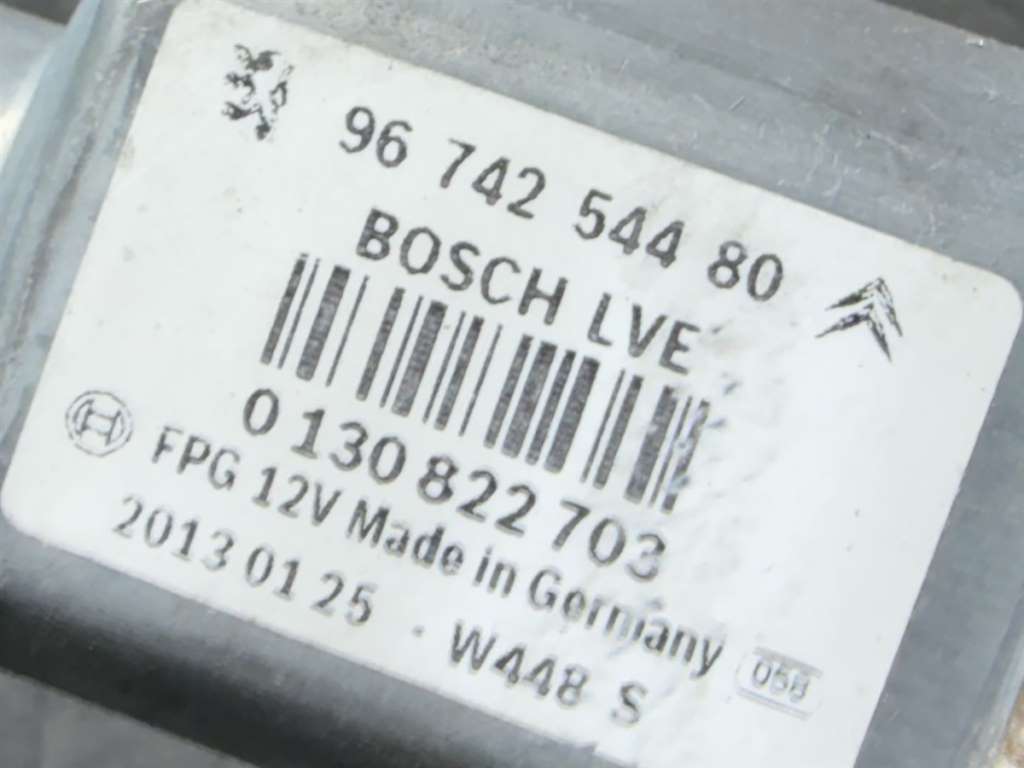 96 742 544 80
BOSCH LVE
0 130 822 703
FPG 12V Made in Germany
2013 01 25
W448 S